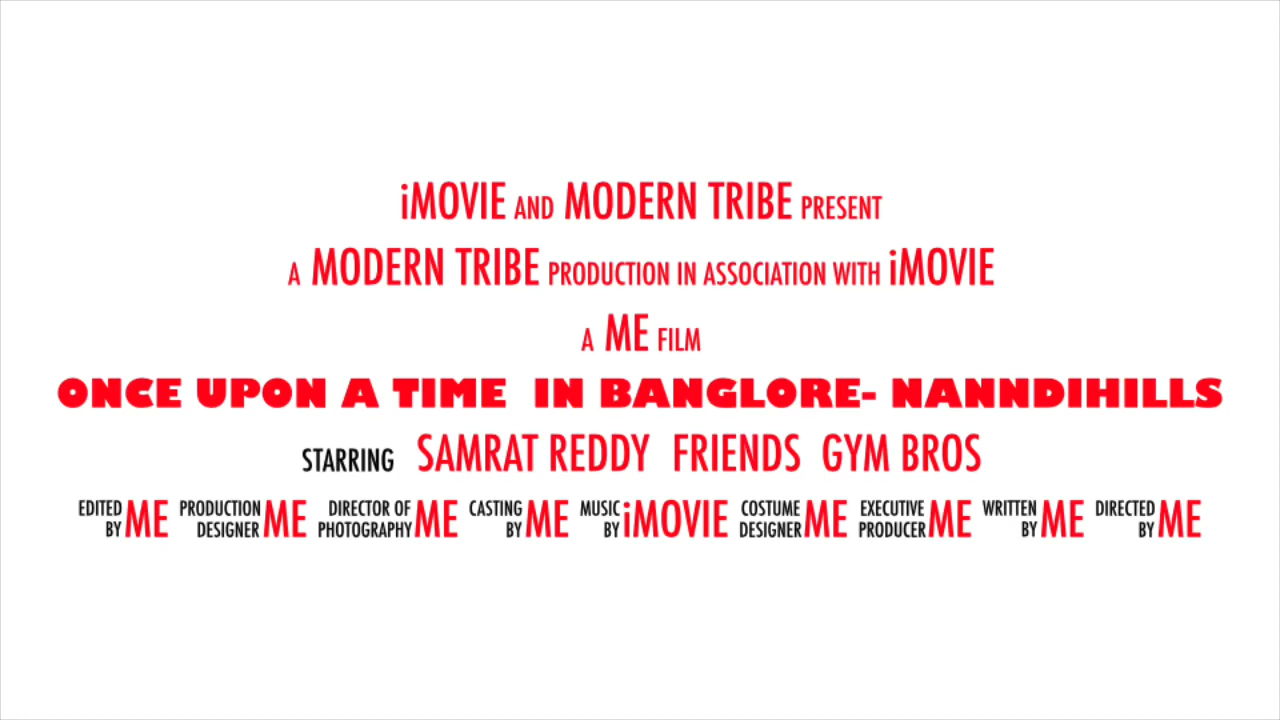 iMOVIE AND MODERN TRIBE PRESENT
A MODERN TRIBE PRODUCTION IN ASSOCIATION WITH iMOVIE
A ME FILM
ONCE UPON A TIME IN BANGLORE- NANNDIHILLS
STARRING SAMRAT REDDY FRIENDS GYM BROS
EDITED BY ME PRODUCTION DESIGNER ME DIRECTOR OF PHOTOGRAPHY ME CASTING BY ME MUSIC BY iMOVIE COSTUME DESIGNER ME EXECUTIVE PRODUCER ME WRITTEN BY ME DIRECTED BY ME